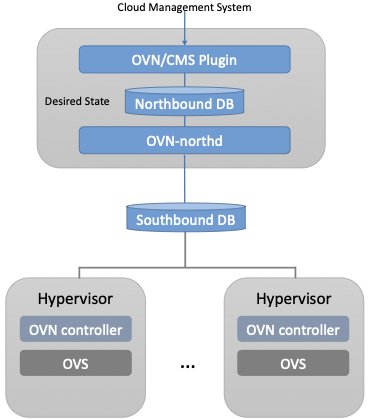 Cloud Management System
OVN/CMS Plugin
Desired State
Northbound DB
OVN-northd
Southbound DB
Hypervisor
OVN controller
OVS
...
Hypervisor
OVN controller
OVS